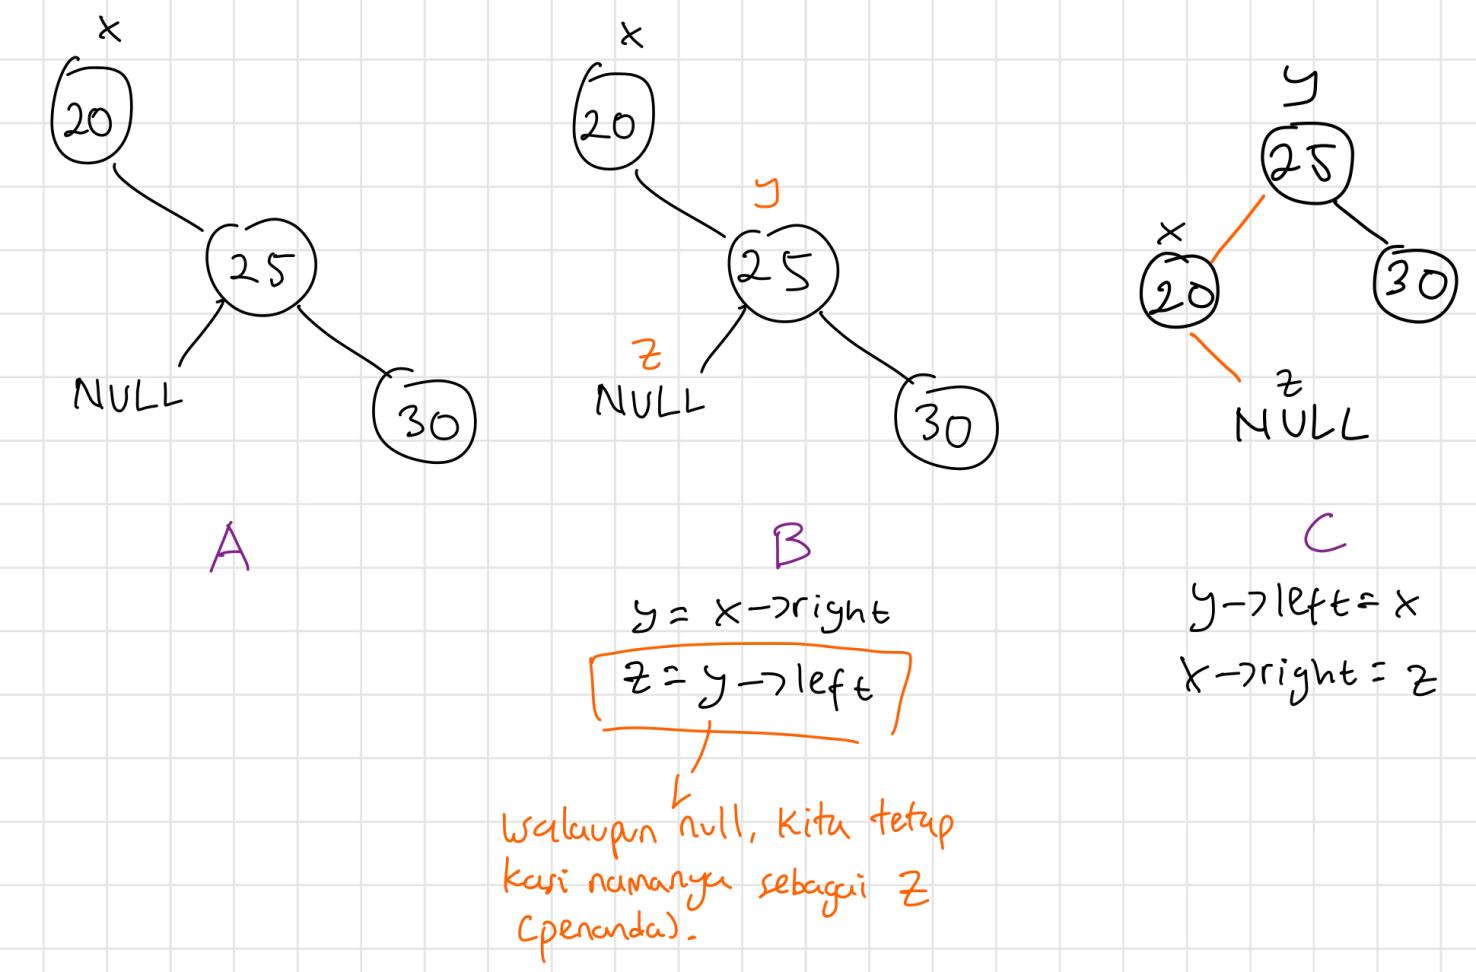 x
20
25
NULL
30
A
x
20
y
25
z
NULL
30
B
y = x->right
z = y->left
walaupun null, kita tetap
kasi namanya sebagai z
(penanda).
y
25
x
20
30
z
NULL
C
y->left = x
x->right = z